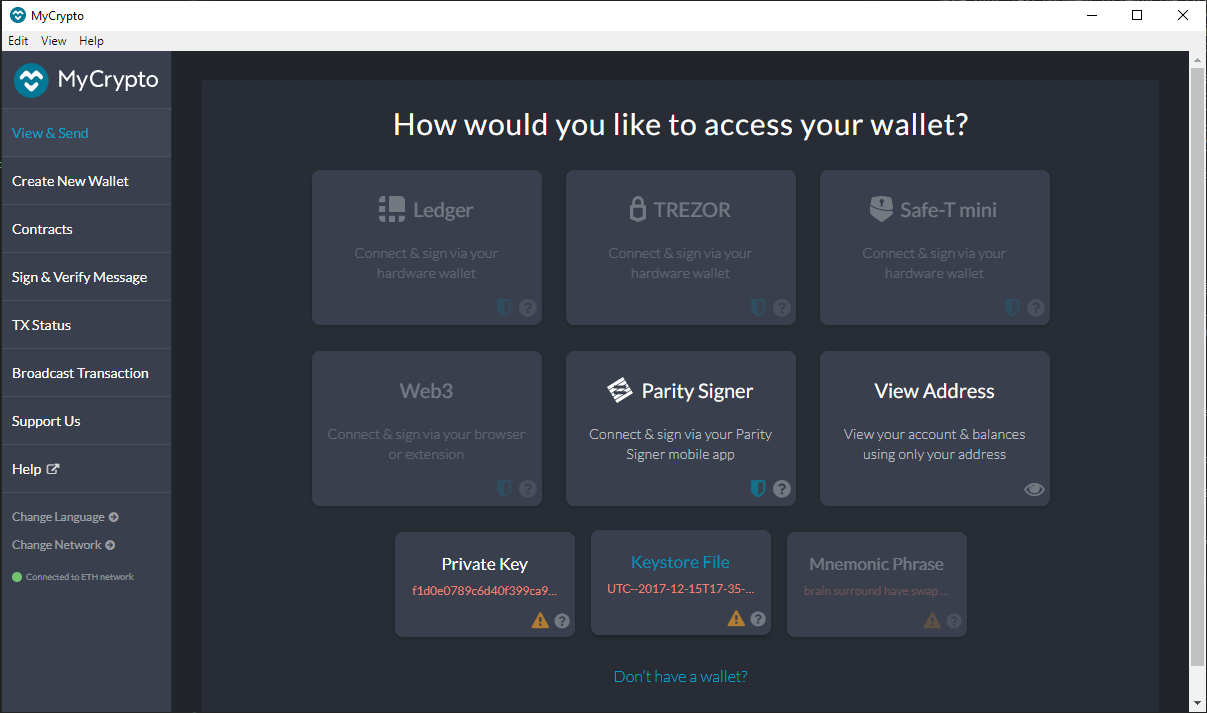 MyCrypto
Edit View Help
MyCrypto
View & Send
Create New Wallet
Contracts
Sign & Verify Message
TX Status
Broadcast Transaction
Support Us
Help
Change Language
Change Network
Connected to ETH network
How would you like to access your wallet?
Ledger
Connect & sign via your
hardware wallet
?
TREZOR
Connect & sign via your
hardware wallet
?
Safe-T mini
Connect & sign via your
hardware wallet
?
Web3
Connect & sign via your browser
or extension
?
Parity Signer
Connect & sign via your Parity
Signer mobile app
?
View Address
View your account & balances
using only your address
Private Key
f1d0e0789c6d40f399ca9...
?
Keystore File
UTC--2017-12-15T17-35-...
?
Mnemonic Phrase
brain surround have swap ...
?
Don't have a wallet?